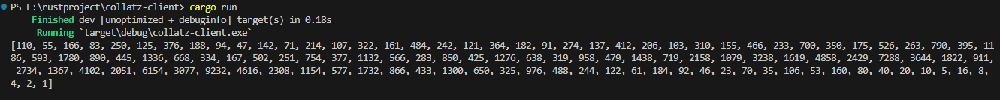 PS E:\rustproject\collatz-client> cargo run
Finished dev [unoptimized + debuginfo] target(s) in 0.18s
Running `target\debug\collatz-client.exe`
[110, 55, 166, 83, 250, 125, 376, 188, 94, 47, 142, 71, 214, 107, 322, 161, 484, 242, 121, 364, 182, 91, 274, 137, 412, 206, 103, 310, 155, 466, 233, 700, 350, 175, 526, 263, 790, 395, 11
86, 593, 1780, 890, 445, 1336, 668, 334, 167, 502, 251, 754, 377, 1132, 566, 283, 850, 425, 1276, 638, 319, 958, 479, 1438, 719, 2158, 1079, 3238, 1619, 4858, 2429, 7288, 3644, 1822, 911,
2734, 1367, 4102, 2051, 6154, 3077, 9232, 4616, 2308, 1154, 577, 1732, 866, 433, 1300, 650, 325, 976, 488, 244, 122, 61, 184, 92, 46, 23, 70, 35, 106, 53, 160, 80, 40, 20, 10, 5, 16, 8,
4, 2, 1]